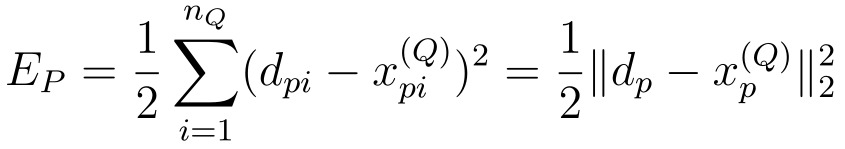 $E_P = \frac{1}{2} \sum_{i=1}^{n_Q} (d_{pi} - x_{pi}^{(Q)})^2 = \frac{1}{2} \| d_p - x_p^{(Q)} \|_2^2$